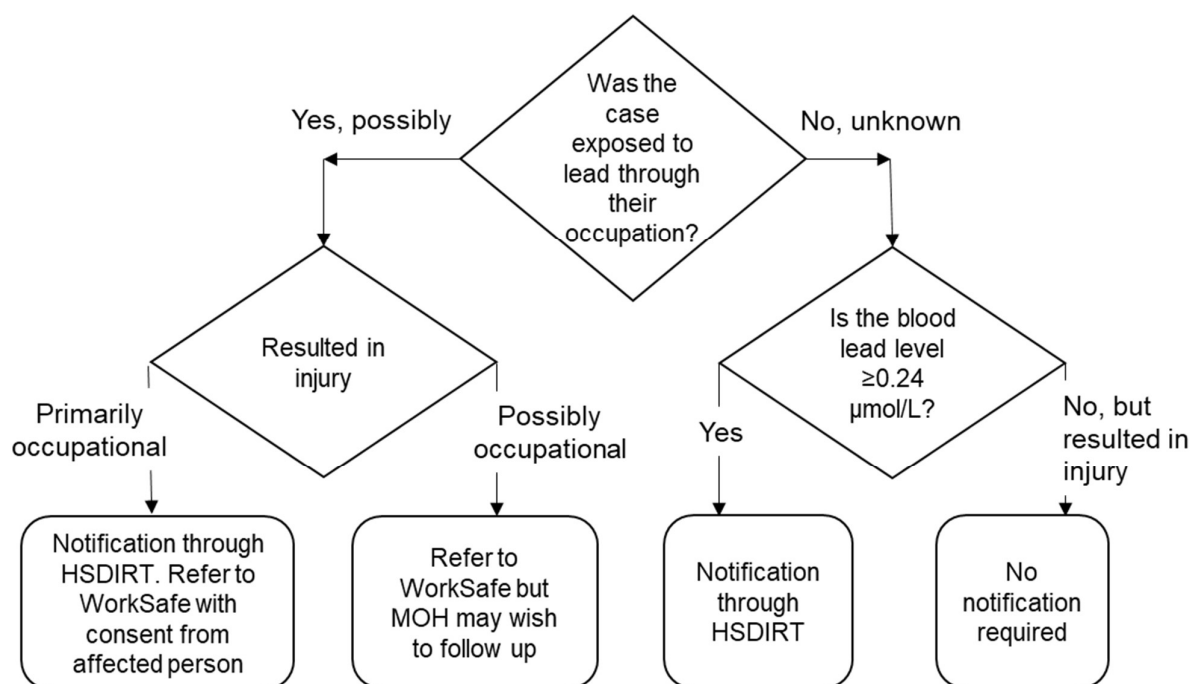 Was the
case
exposed to
lead through
their
occupation?
Yes, possibly
No, unknown
Resulted in
injury
Is the blood
lead level
≥0.24
µmol/L?
Primarily
occupational
Possibly
occupational
Yes
No, but
resulted in
injury
Notification through
HSDIRT. Refer to
WorkSafe with
consent from
affected person
Refer to
WorkSafe but
MOH may wish
to follow up
Notification
through
HSDIRT
No
notification
required